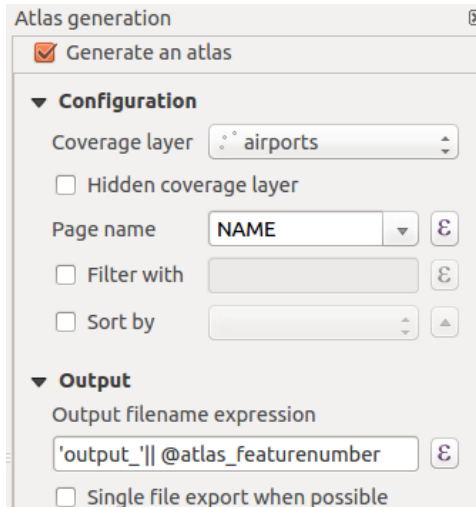 Atlas generation
Generate an atlas
Configuration
Coverage layer airports
Hidden coverage layer
Page name NAME ε
Filter with ε
Sort by
Output
Output filename expression
'output_'|| @atlas_featurenumber ε
Single file export when possible